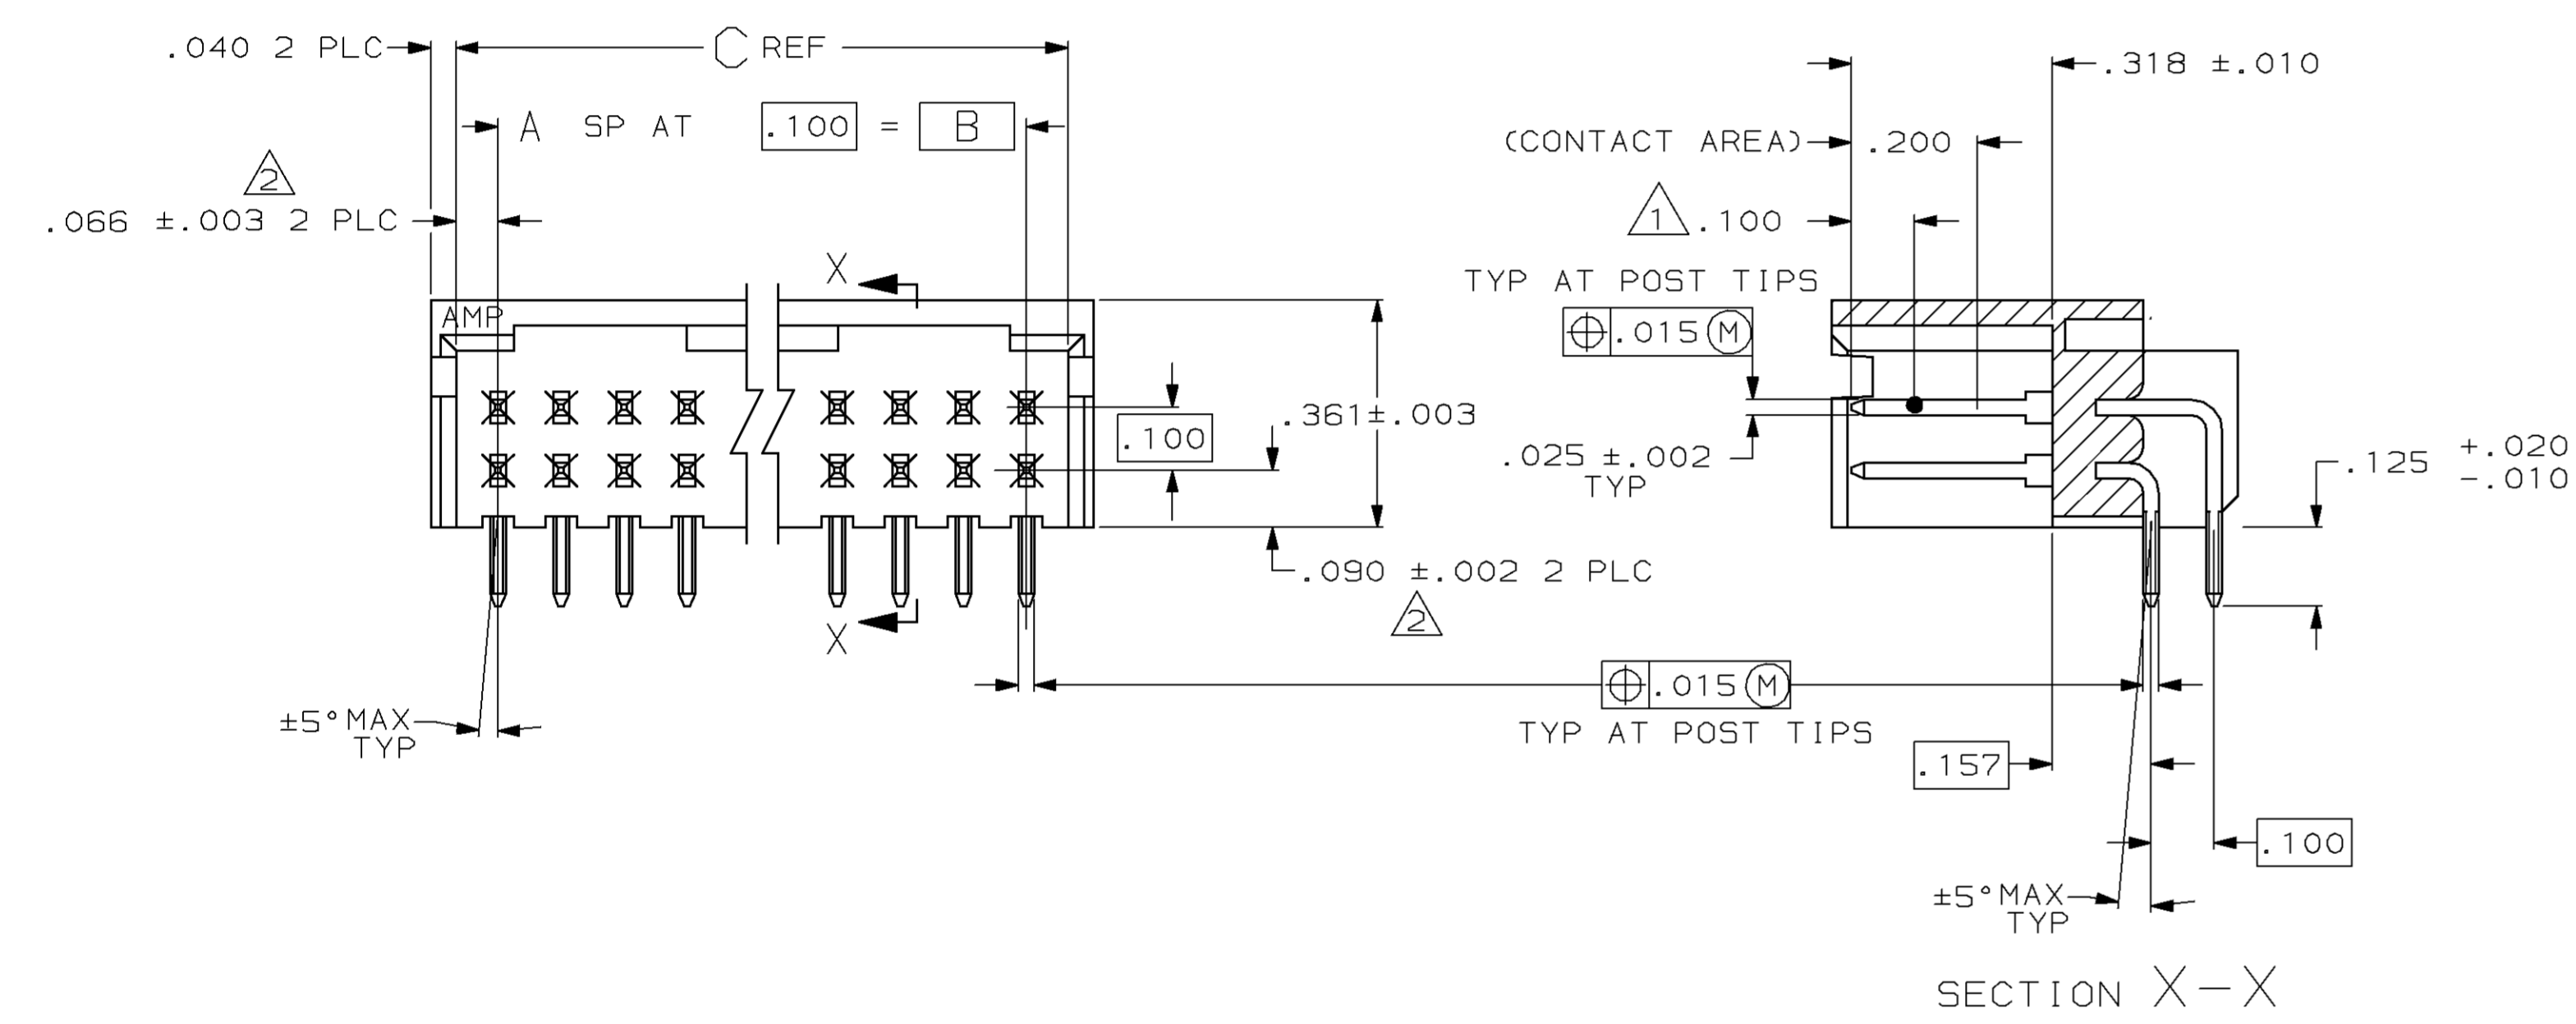 .040 2 PLC
C REF
.318 ±.010
A SP AT .100 = B
(CONTACT AREA) .200
2
1 .100
.066 ±.003 2 PLC
X
TYP AT POST TIPS
AMP
⌖ .015 Ⓜ
.361±.003
.100
.025 ±.002
TYP
.125 +.020
-.010
.090 ±.002 2 PLC
2
X
⌖ .015 Ⓜ
TYP AT POST TIPS
±5°MAX
TYP
.157
.100
±5°MAX
TYP
SECTION X-X